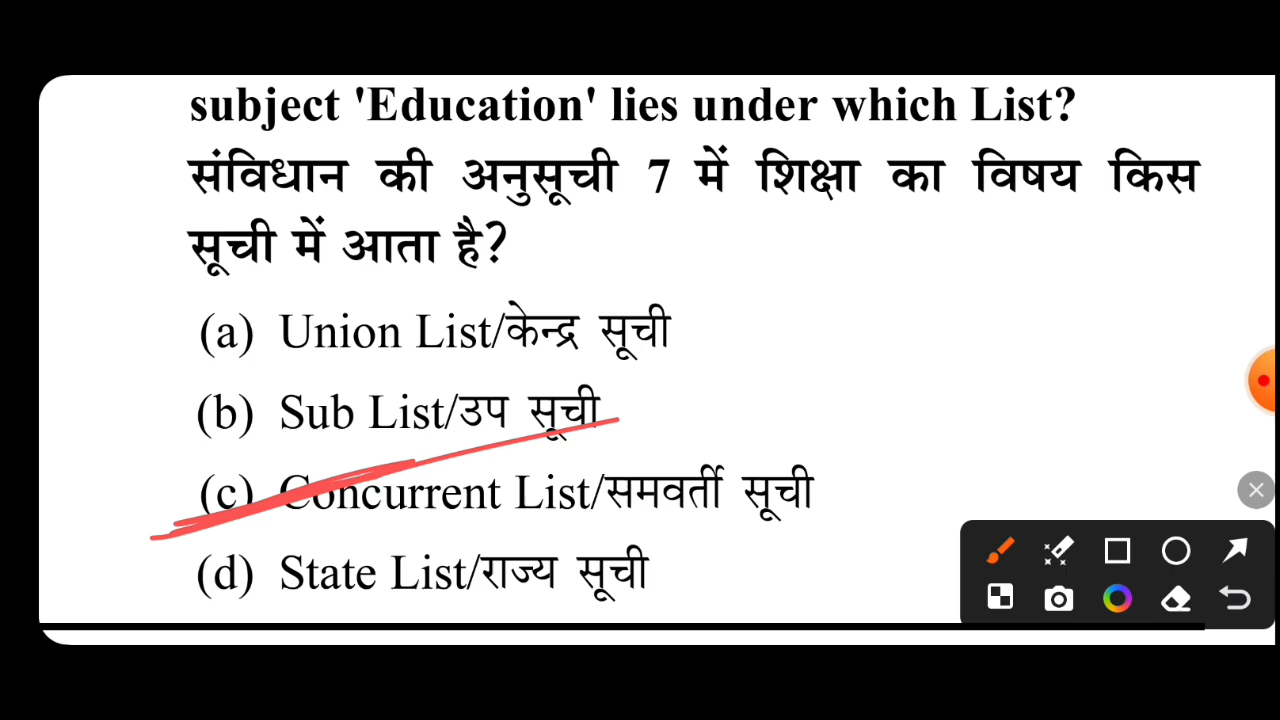 subject 'Education' lies under which List?
संविधान की अनुसूची 7 में शिक्षा का विषय किस
सूची में आता है?
(a) Union List/केन्द्र सूची
(b) Sub List/उप सूची
(c) Concurrent List/समवर्ती सूची
(d) State List/राज्य सूची